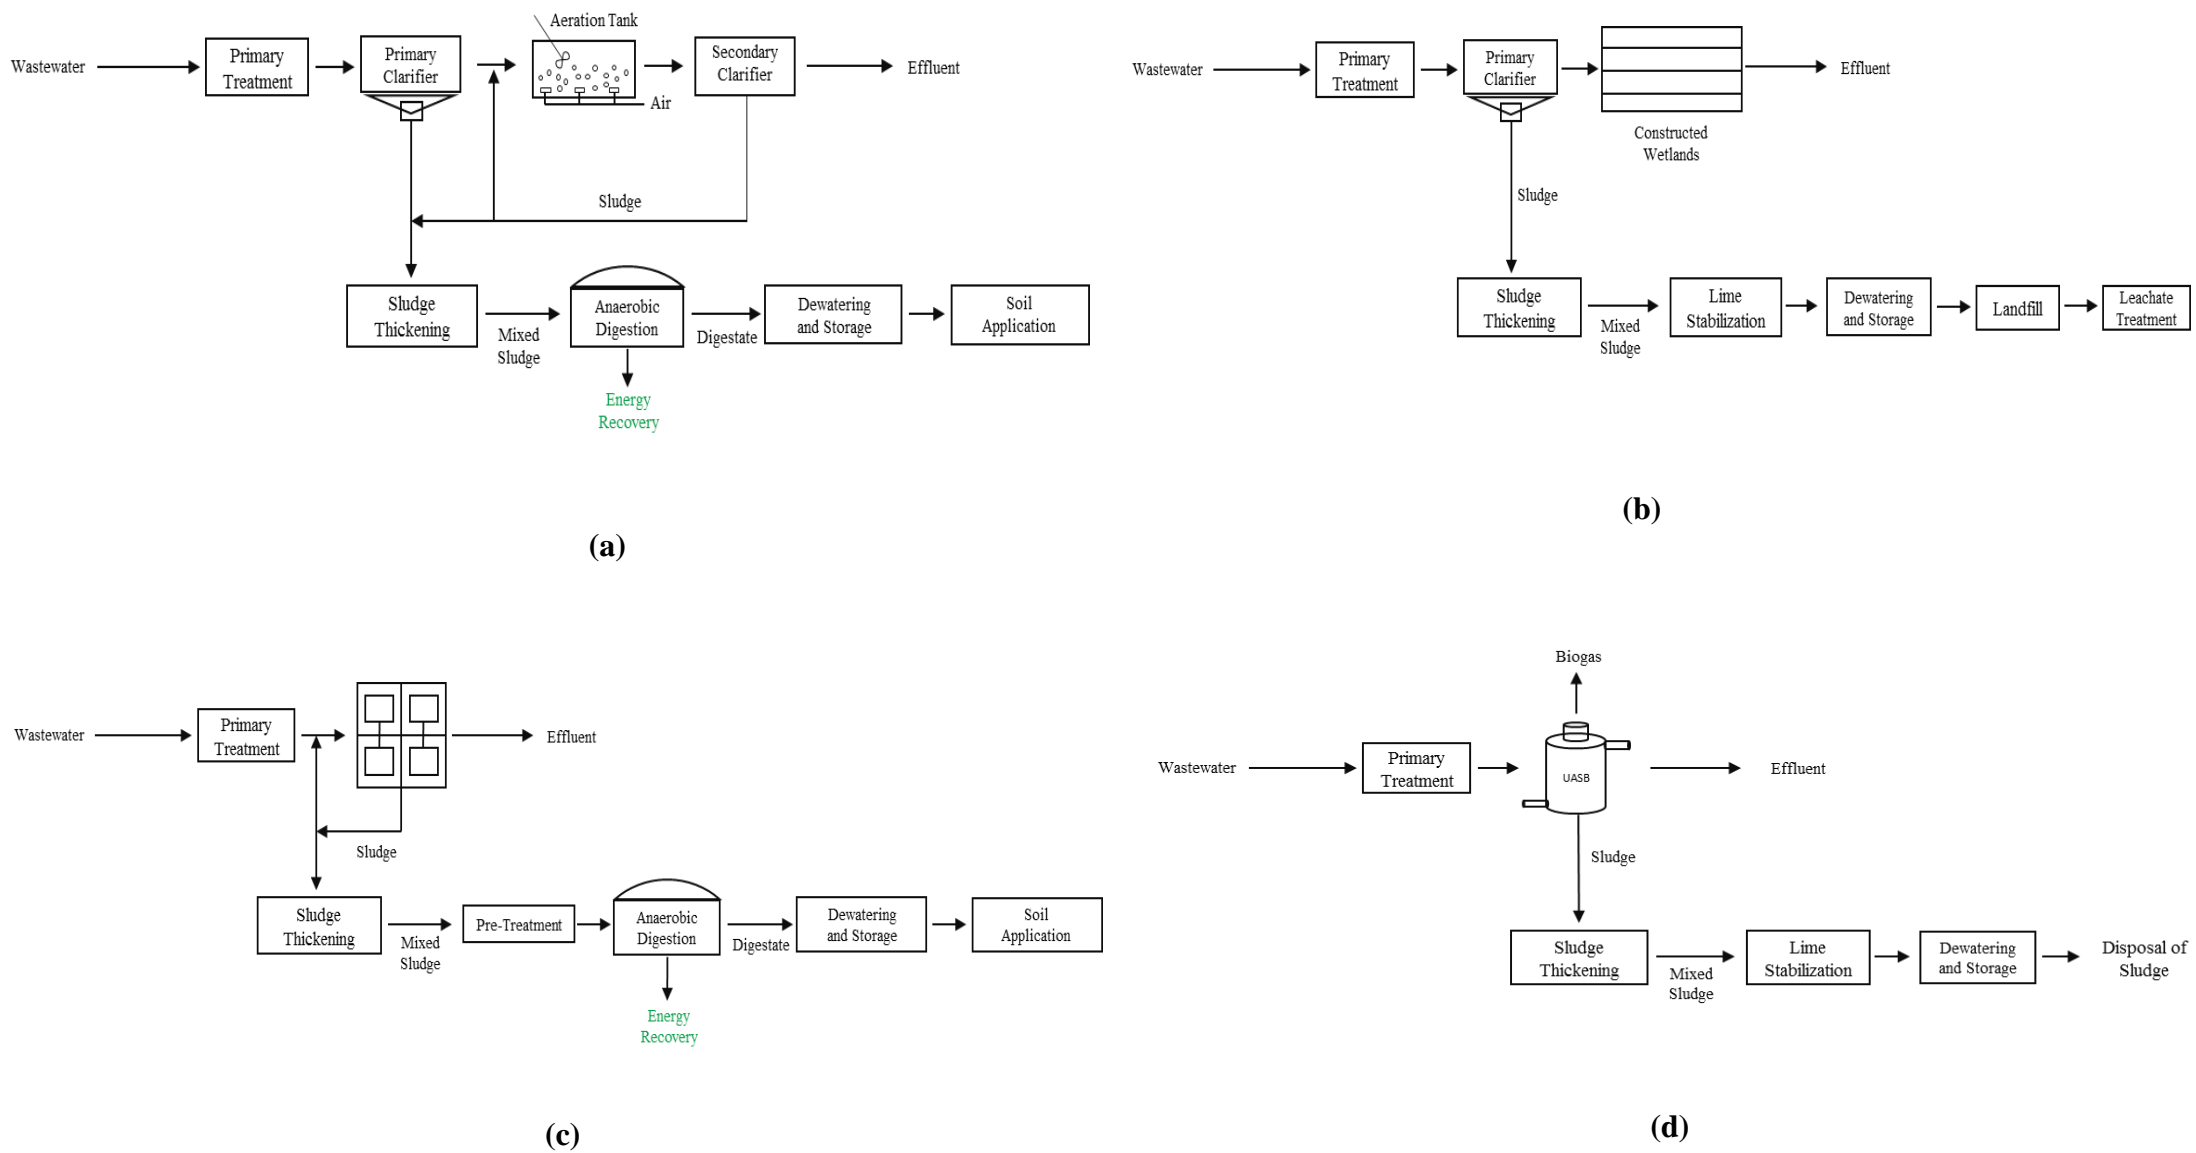 Aeration Tank
Wastewater
Primary
Treatment
Primary
Clarifier
Secondary
Clarifier
Effluent
Air
Sludge
Sludge
Thickening
Mixed
Sludge
Anaerobic
Digestion
Digestate
Dewatering
and Storage
Soil
Application
Energy
Recovery
(a)
Wastewater
Primary
Treatment
Primary
Clarifier
Effluent
Constructed
Wetlands
Sludge
Sludge
Thickening
Mixed
Sludge
Lime
Stabilization
Dewatering
and Storage
Landfill
Leachate
Treatment
(b)
Wastewater
Primary
Treatment
Effluent
Sludge
Sludge
Thickening
Mixed
Sludge
Pre-Treatment
Anaerobic
Digestion
Digestate
Dewatering
and Storage
Soil
Application
Energy
Recovery
(c)
Biogas
Wastewater
Primary
Treatment
UASB
Effluent
Sludge
Sludge
Thickening
Mixed
Sludge
Lime
Stabilization
Dewatering
and Storage
Disposal of
Sludge
(d)